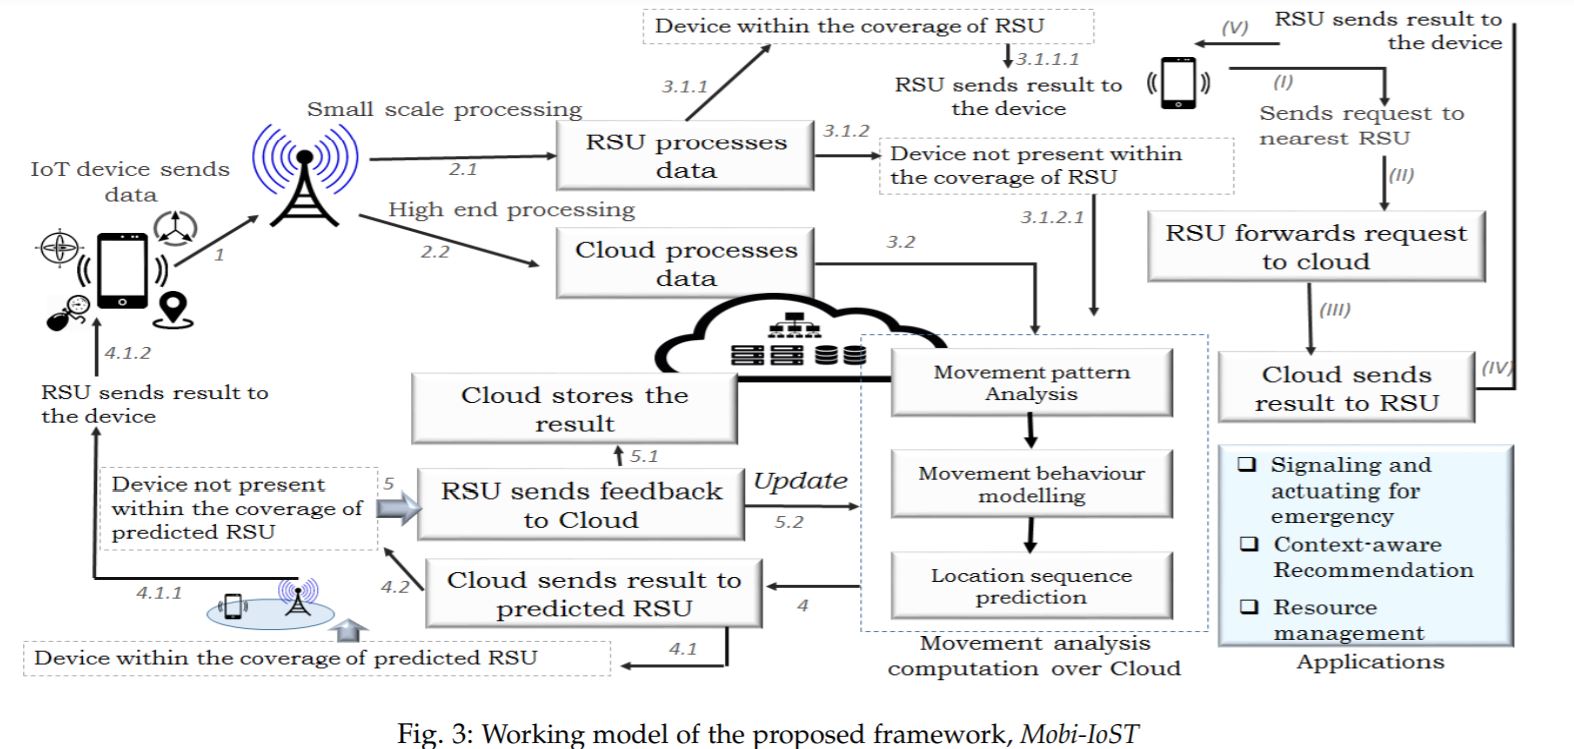 Device within the coverage of RSU
3.1.1
3.1.1.1
RSU sends result to
the device
(V)
RSU sends result to
the device
(I)
Sends request to
nearest RSU
(II)
RSU forwards request
to cloud
(III)
Cloud sends
result to RSU
(IV)
Small scale processing
2.1
RSU processes
data
3.1.2
Device not present within
the coverage of RSU
3.1.2.1
IoT device sends
data
1
High end processing
2.2
Cloud processes
data
3.2
4.1.2
RSU sends result to
the device
Cloud stores the
result
5.1
Movement pattern
Analysis
Movement behaviour
modelling
Location sequence
prediction
Movement analysis
computation over Cloud
Device not present
within the coverage of
predicted RSU
5
RSU sends feedback
to Cloud
Update
5.2
4.2
Cloud sends result to
predicted RSU
4
4.1.1
4.1
Device within the coverage of predicted RSU
❑ Signaling and
actuating for
emergency
❑ Context-aware
Recommendation
❑ Resource
management
Applications
Fig. 3: Working model of the proposed framework, Mobi-IoST